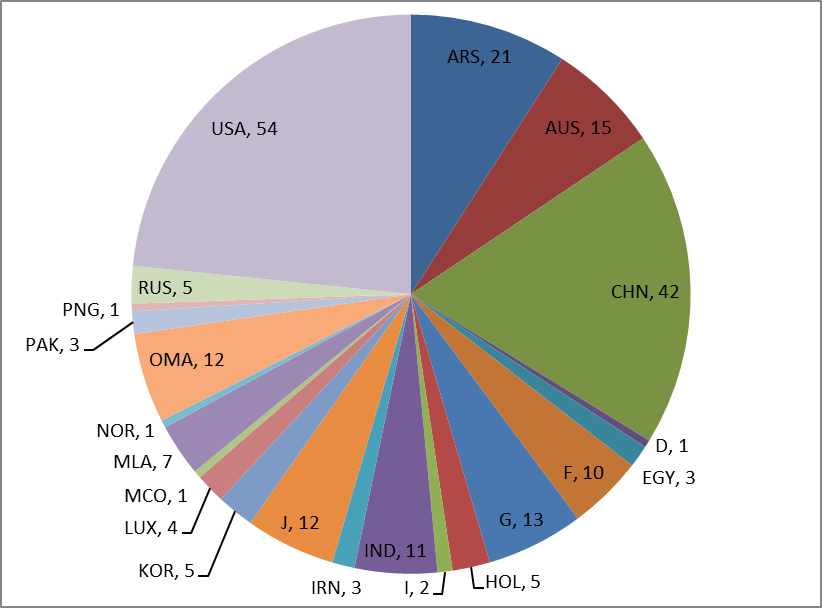 ARS, 21
AUS, 15
CHN, 42
D, 1
EGY, 3
F, 10
G, 13
HOL, 5
I, 2
IND, 11
IRN, 3
J, 12
KOR, 5
LUX, 4
MCO, 1
MLA, 7
NOR, 1
OMA, 12
PAK, 3
PNG, 1
RUS, 5
USA, 54